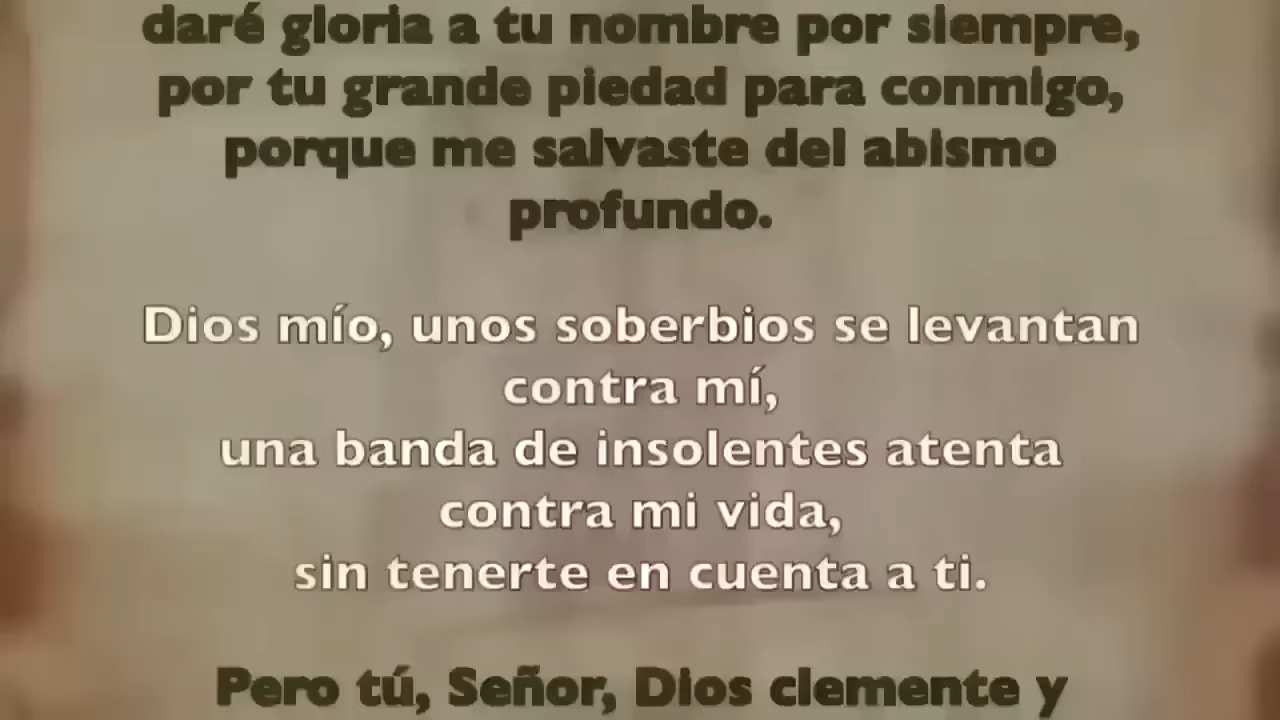 daré gloria a tu nombre por siempre,
por tu grande piedad para conmigo,
porque me salvaste del abismo
profundo.
Dios mío, unos soberbios se levantan
contra mí,
una banda de insolentes atenta
contra mi vida,
sin tenerte en cuenta a ti.
Pero tú, Señor, Dios clemente y